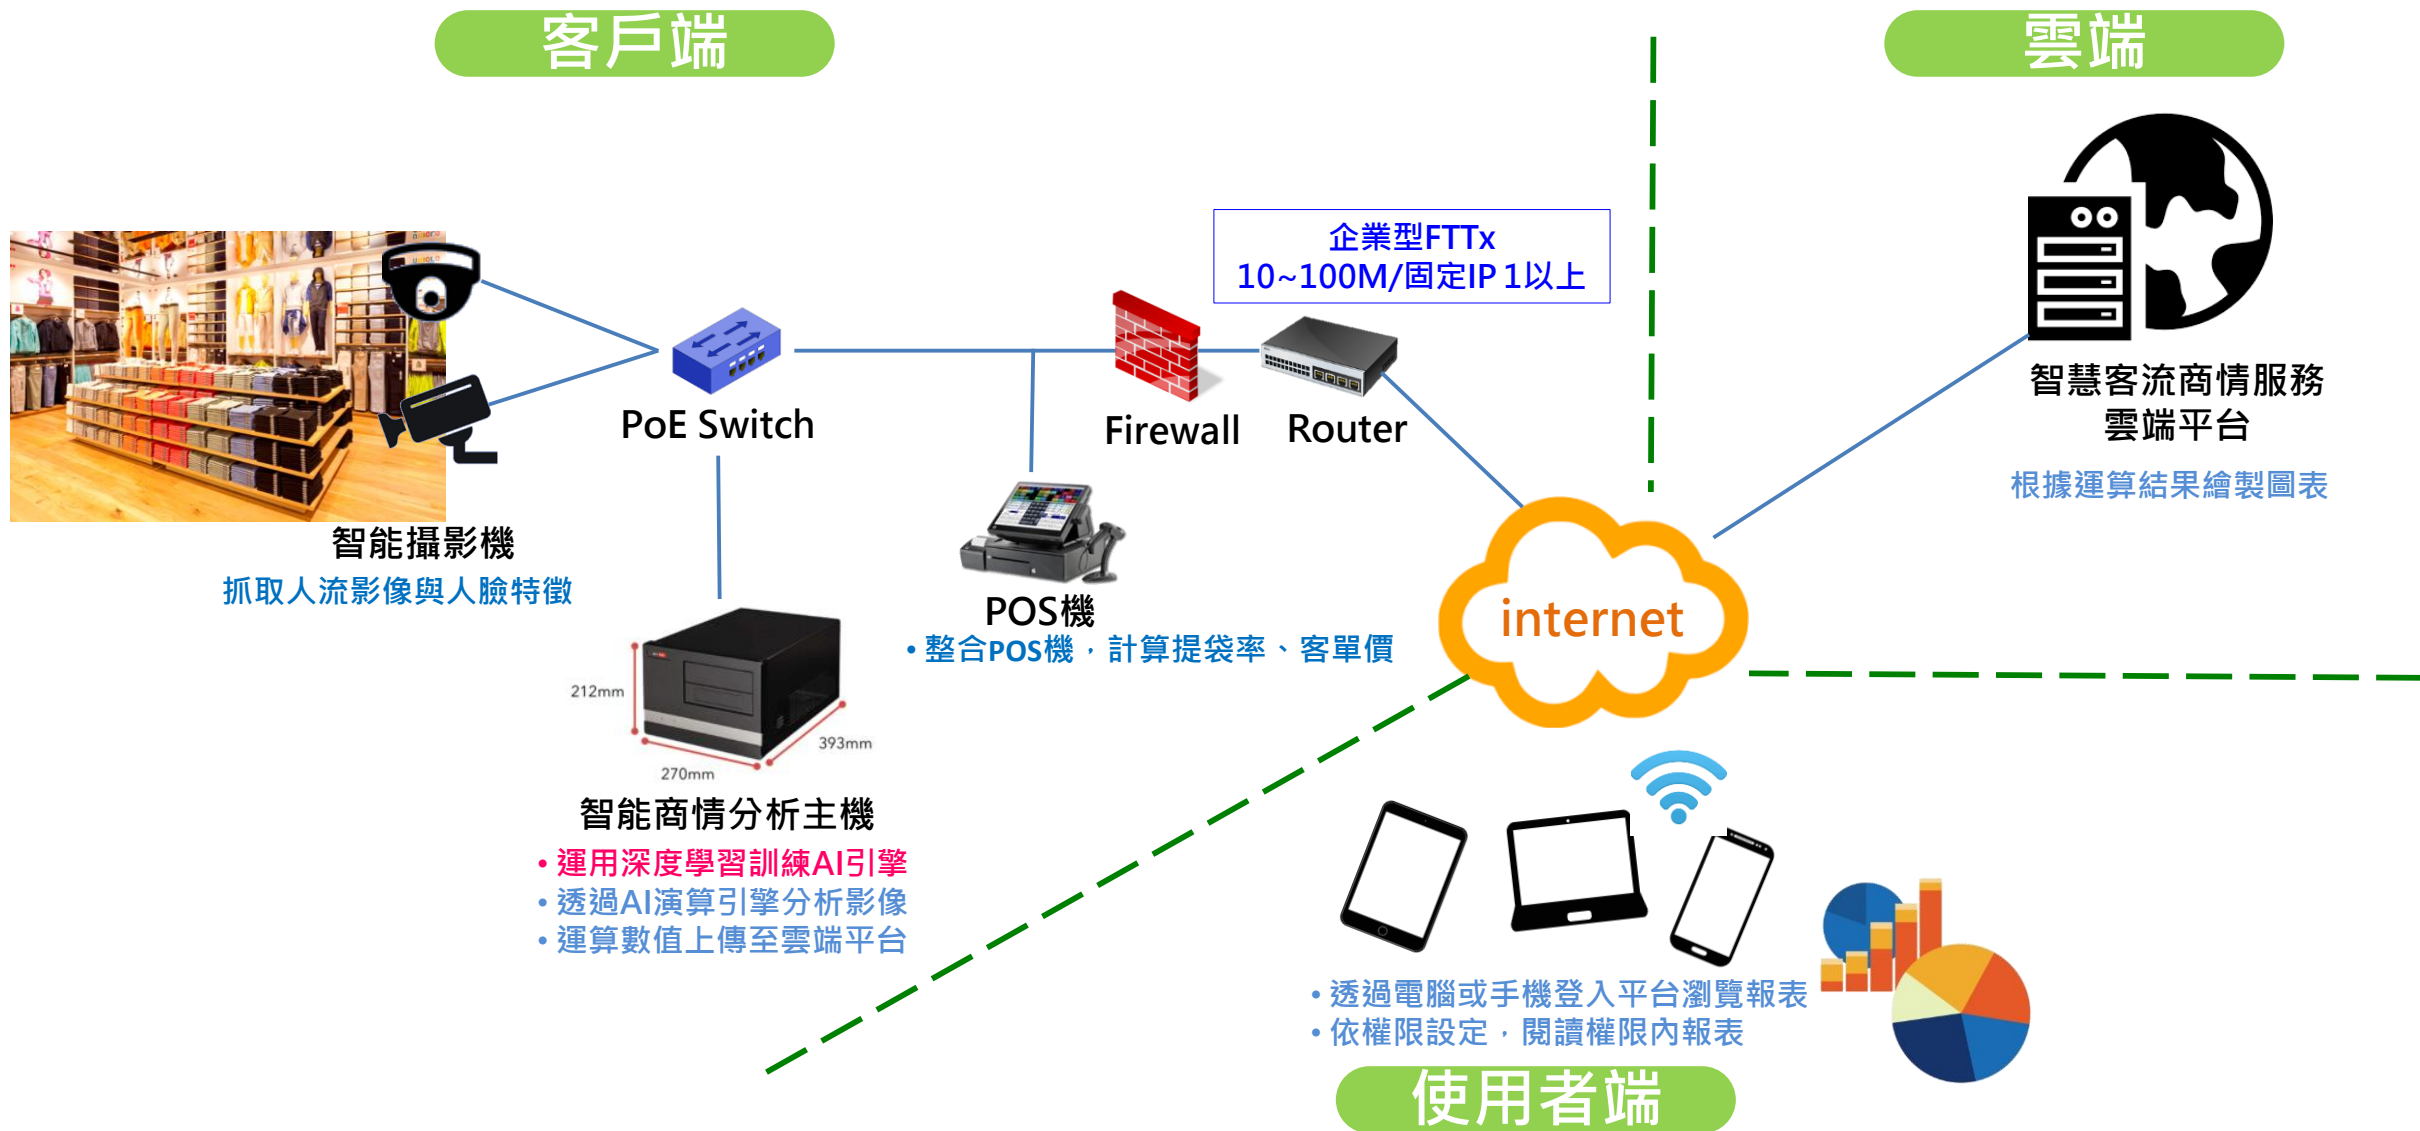 客戶端
雲端
企業型FTTx
10~100M/固定IP 1以上
PoE Switch
Firewall
Router
智慧客流商情服務
雲端平台
根據運算結果繪製圖表
智能攝影機
抓取人流影像與人臉特徵
POS機
• 整合POS機，計算提袋率、客單價
internet
212mm
393mm
270mm
智能商情分析主機
• 運用深度學習訓練AI引擎
• 透過AI演算引擎分析影像
• 運算數值上傳至雲端平台
• 透過電腦或手機登入平台瀏覽報表
• 依權限設定，閱讀權限內報表
使用者端